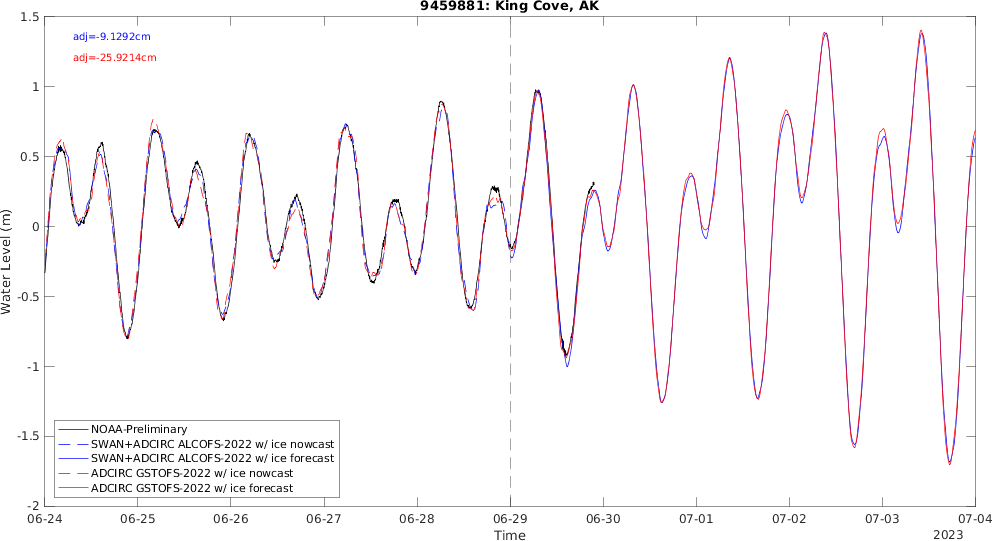 9459881: King Cove, AK
adj=-9.1292cm
adj=-25.9214cm
1.5
1
0.5
0
-0.5
-1
-1.5
-2
Water Level (m)
NOAA-Preliminary
SWAN+ADCIRC ALCOFS-2022 w/ ice nowcast
SWAN+ADCIRC ALCOFS-2022 w/ ice forecast
ADCIRC GSTOFS-2022 w/ ice nowcast
ADCIRC GSTOFS-2022 w/ ice forecast
06-24 06-25 06-26 06-27 06-28 06-29 06-30 07-01 07-02 07-03 07-04
Time
2023